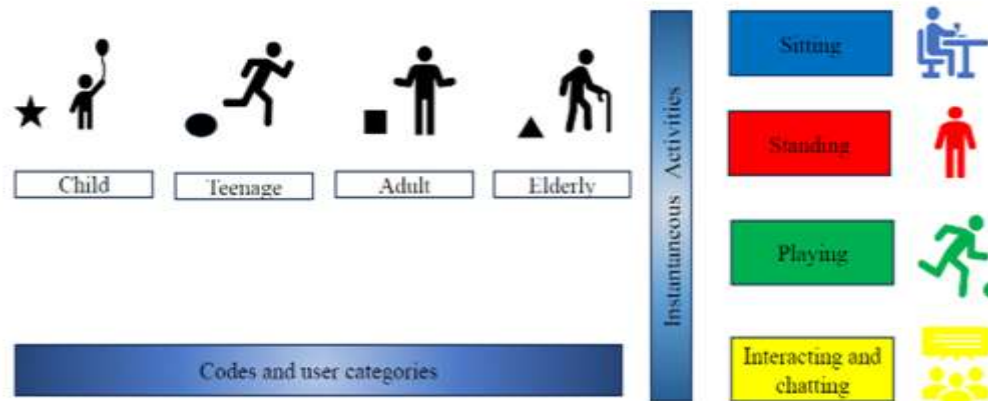 Child
Teenage
Adult
Elderly
Codes and user categories
Instantaneous Activities
Sitting
Standing
Playing
Interacting and
chatting